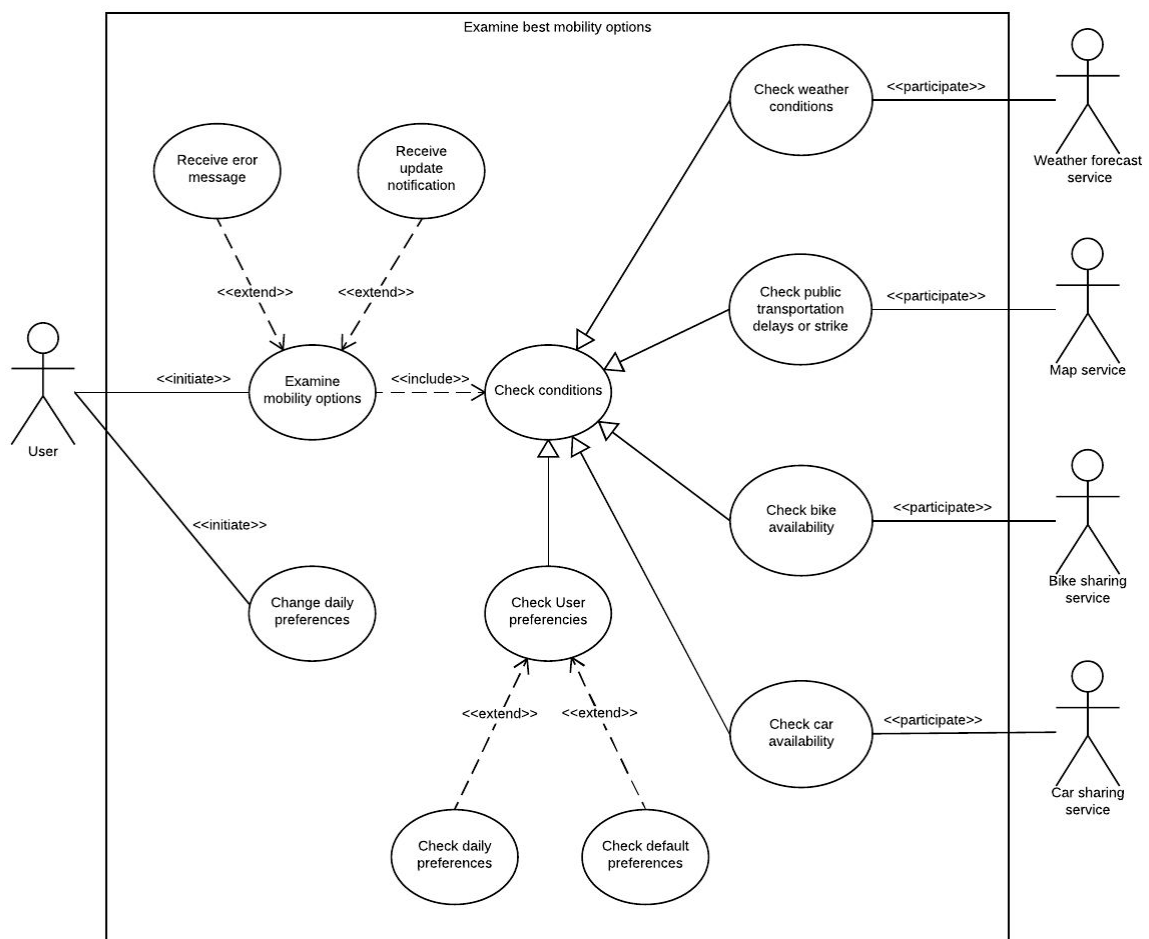 Examine best mobility options
Check weather
conditions
<<participate>>
Weather forecast
service
Receive eror
message
Receive
update
notification
<<extend>>
<<extend>>
Check public
transportation
delays or strike
<<participate>>
Map service
User
<<initiate>>
Examine
mobility options
<<include>>
Check conditions
<<initiate>>
Change daily
preferences
Check User
preferencies
Check bike
availability
<<participate>>
Bike sharing
service
<<extend>>
<<extend>>
Check car
availability
<<participate>>
Car sharing
service
Check daily
preferences
Check default
preferences